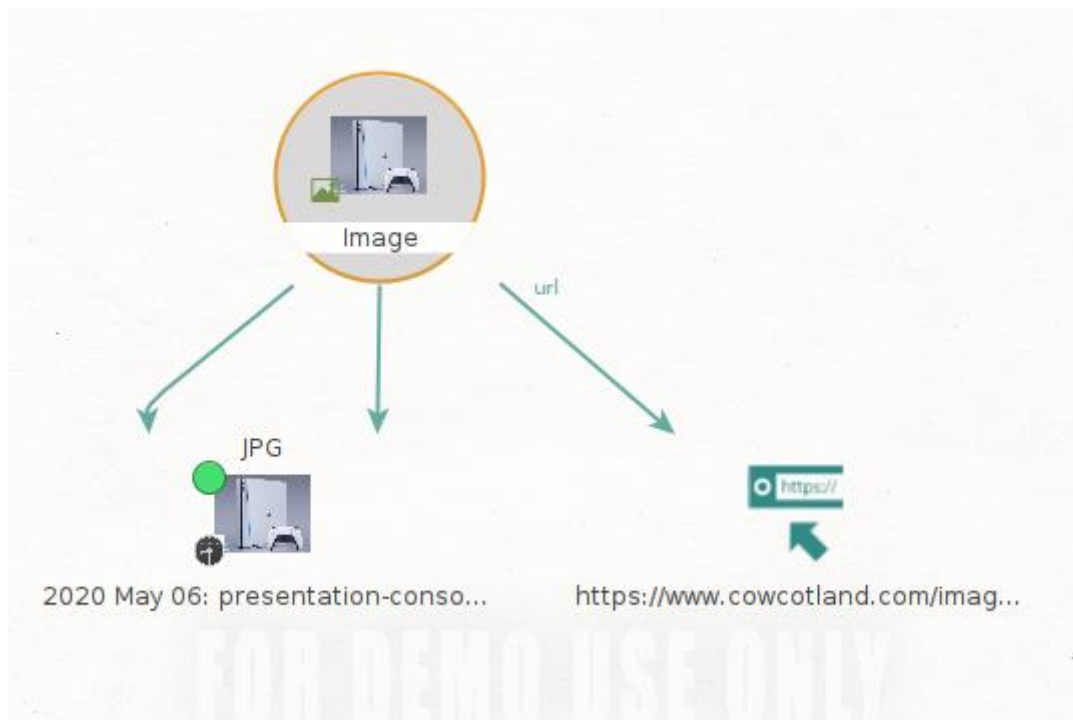 Image
url
JPG
https://
2020 May 06: presentation-conso...
https://www.cowcotland.com/imag...
FOR DEMO USE ONLY